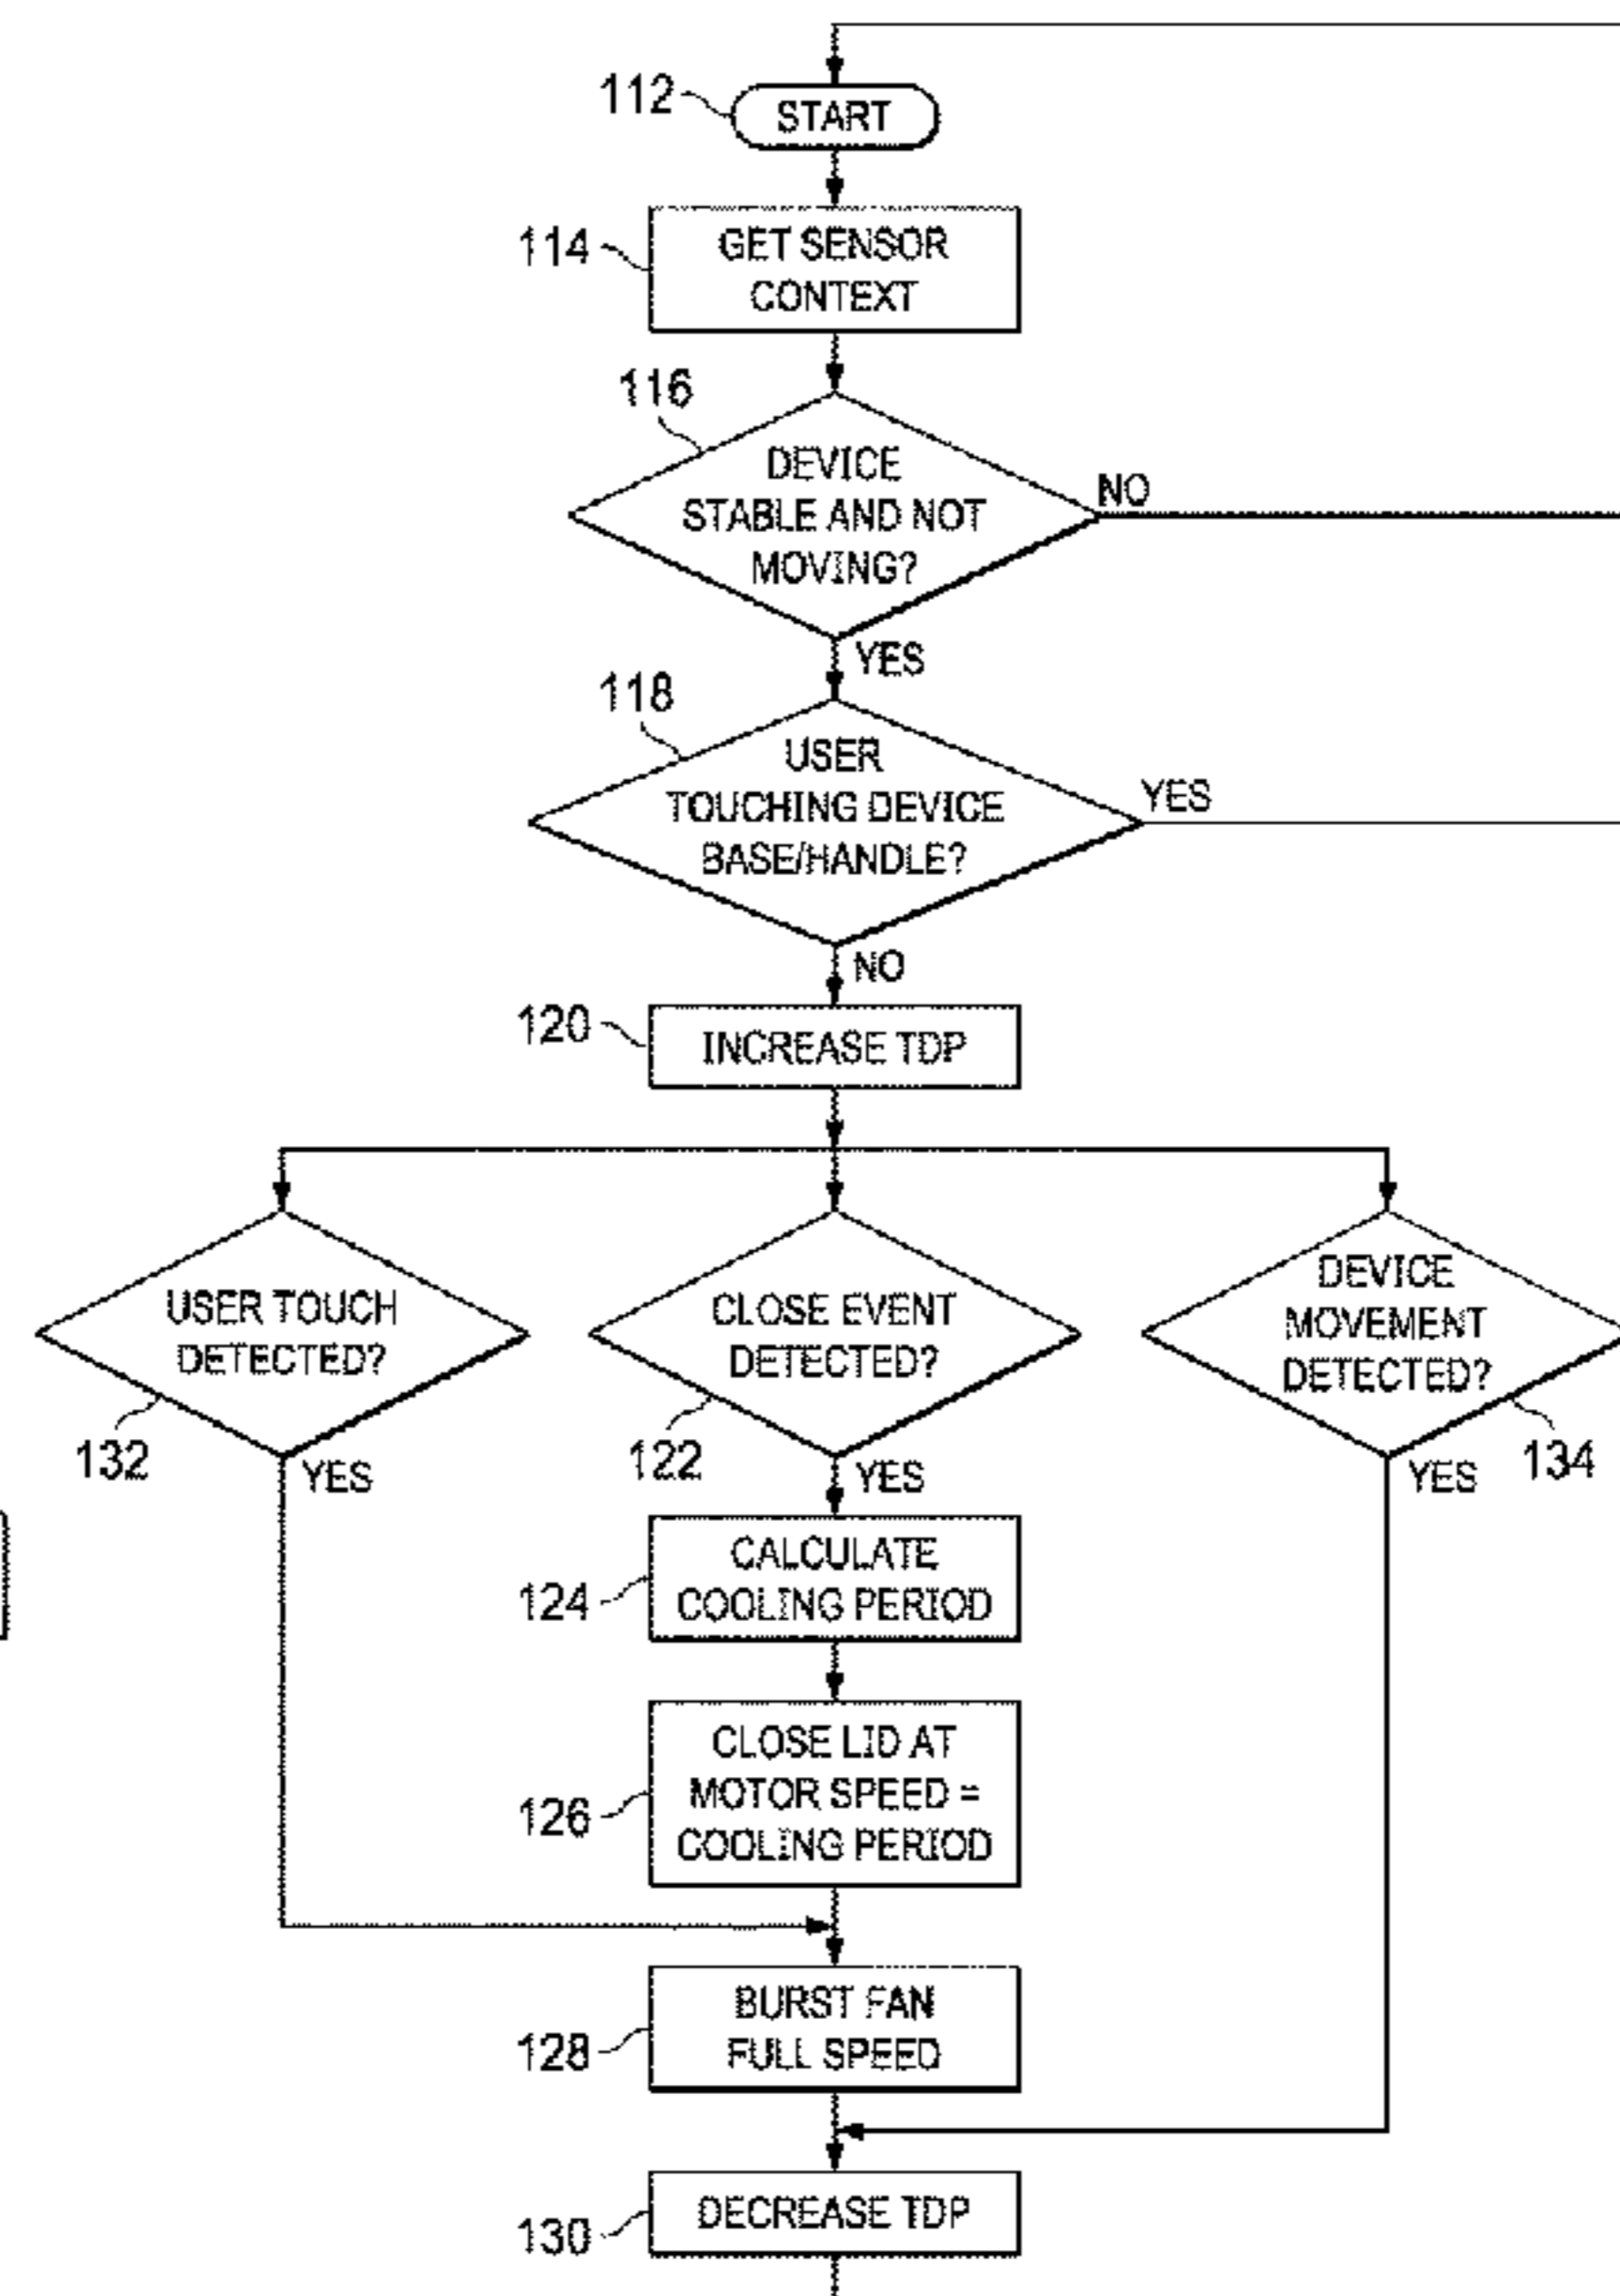 112
START
114
GET SENSOR
CONTEXT
116
DEVICE
STABLE AND NOT
MOVING?
NO
YES
118
USER
TOUCHING DEVICE
BASE/HANDLE?
YES
NO
120
INCREASE TDP
USER TOUCH
DETECTED?
132
YES
CLOSE EVENT
DETECTED?
122
YES
DEVICE
MOVEMENT
DETECTED?
134
YES
124
CALCULATE
COOLING PERIOD
126
CLOSE LID AT
MOTOR SPEED =
COOLING PERIOD
128
BURST FAN
FULL SPEED
130
DECREASE TDP